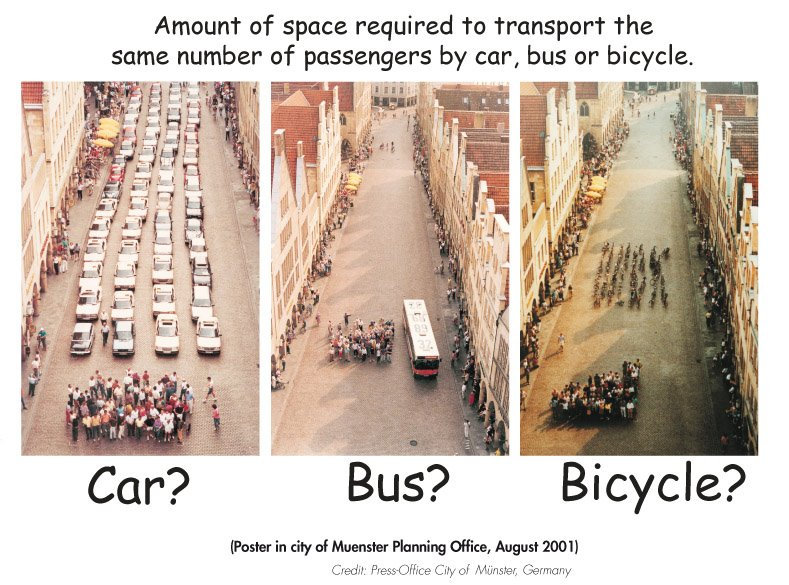 Amount of space required to transport the
same number of passengers by car, bus or bicycle.
Car?
Bus?
Bicycle?
(Poster in city of Muenster Planning Office, August 2001)
Credit: Press-Office City of Münster, Germany